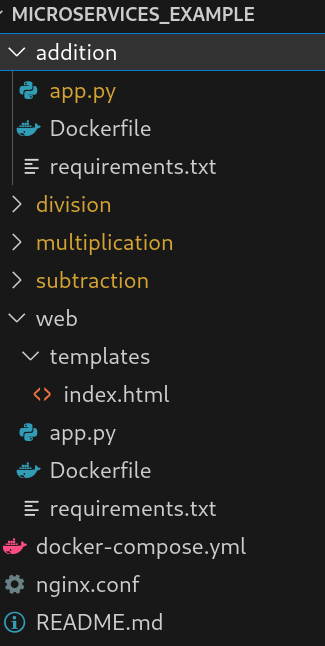 MICROSERVICES_EXAMPLE
addition
app.py
Dockerfile
requirements.txt
division
multiplication
subtraction
web
templates
index.html
app.py
Dockerfile
requirements.txt
docker-compose.yml
nginx.conf
README.md